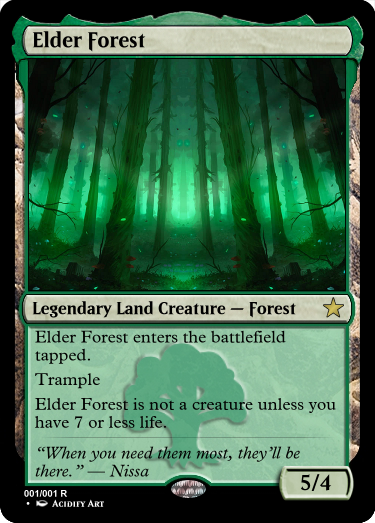 Elder Forest
Legendary Land Creature — Forest
Elder Forest enters the battlefield
tapped.
Trample
Elder Forest is not a creature unless you
have 7 or less life.
“When you need them most, they’ll be
there.” — Nissa
5/4
001/001 R
• Acidify Art